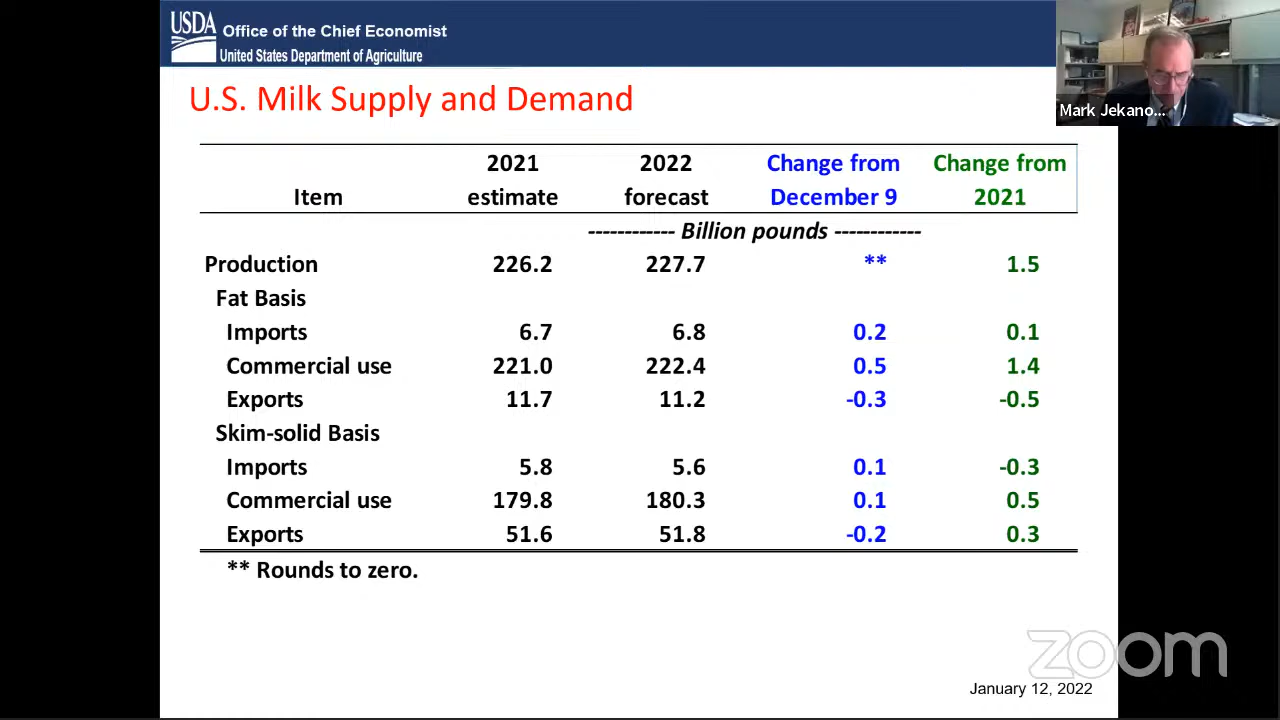 USDA Office of the Chief Economist
United States Department of Agriculture
Mark Jekano...
U.S. Milk Supply and Demand
Item 2021 estimate 2022 forecast Change from December 9 Change from 2021
------------ Billion pounds ------------
Production 226.2 227.7 ** 1.5
Fat Basis
Imports 6.7 6.8 0.2 0.1
Commercial use 221.0 222.4 0.5 1.4
Exports 11.7 11.2 -0.3 -0.5
Skim-solid Basis
Imports 5.8 5.6 0.1 -0.3
Commercial use 179.8 180.3 0.1 0.5
Exports 51.6 51.8 -0.2 0.3
** Rounds to zero.
zoom
January 12, 2022